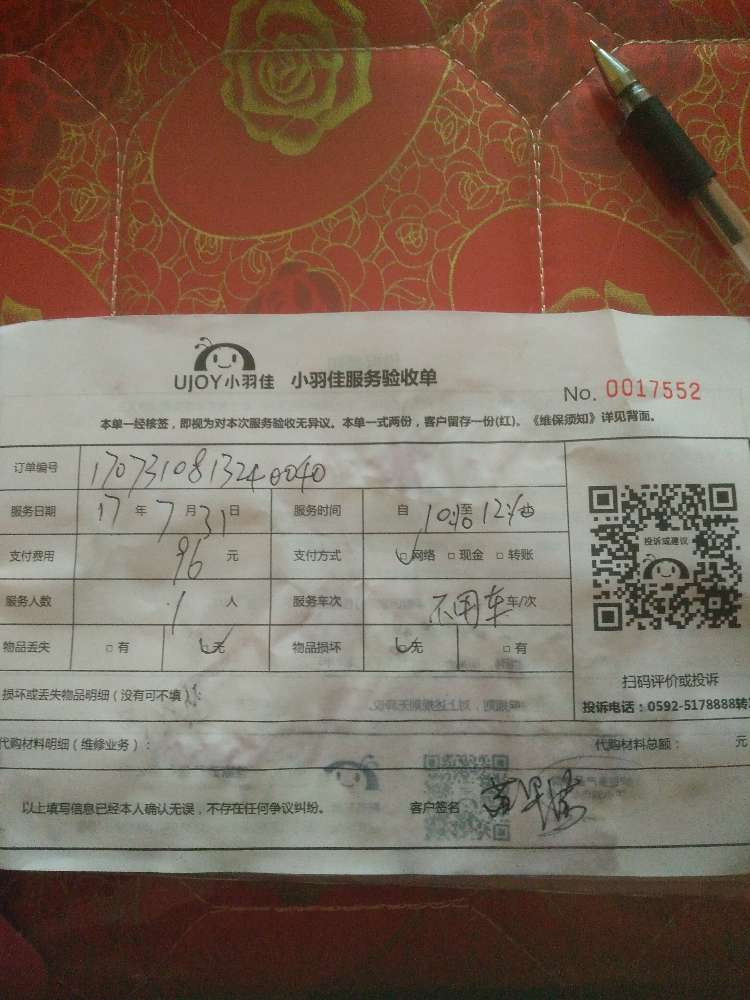 UJOY小羽佳 小羽佳服务验收单
No. 0017552
本单一经核签，即视为对本次服务验收无异议。本单一式两份，客户留存一份(红)。《维保须知》详见背面。
订单编号 1707310813240040
服务日期 17 年 7 月 31 日 服务时间 自 10:10 至 12:10
支付费用 96 元 支付方式 □网络 □现金 □转账
服务人数 1 人 服务车次 不用车 车/次
物品丢失 □有 □无 物品损坏 □无 □有
投诉或建议
扫码评价或投诉
投诉电话：0592-5178888转
损坏或丢失物品明细（没有可不填）：
代购材料明细（维修业务）： 代购材料总额： 元
以上填写信息已经本人确认无误，不存在任何争议纠纷。 客户签名